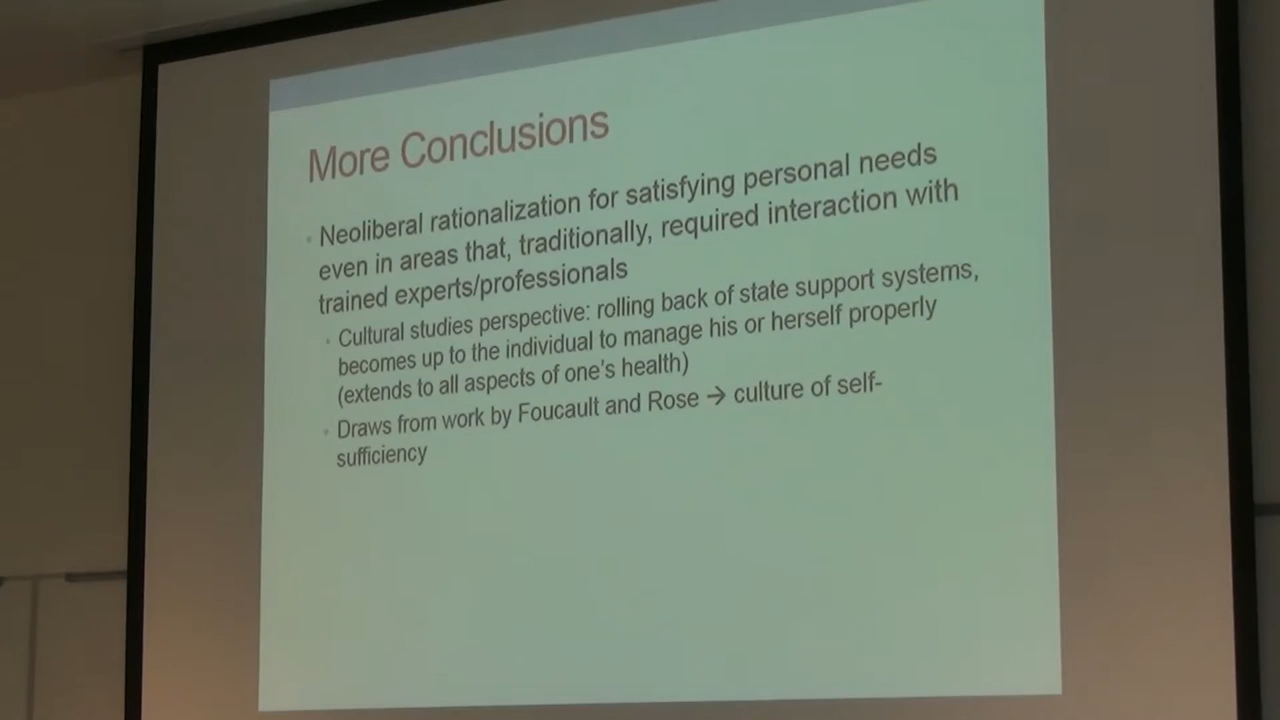 More Conclusions
• Neoliberal rationalization for satisfying personal needs
even in areas that, traditionally, required interaction with
trained experts/professionals
• Cultural studies perspective: rolling back of state support systems,
becomes up to the individual to manage his or herself properly
(extends to all aspects of one's health)
• Draws from work by Foucault and Rose → culture of self-
sufficiency